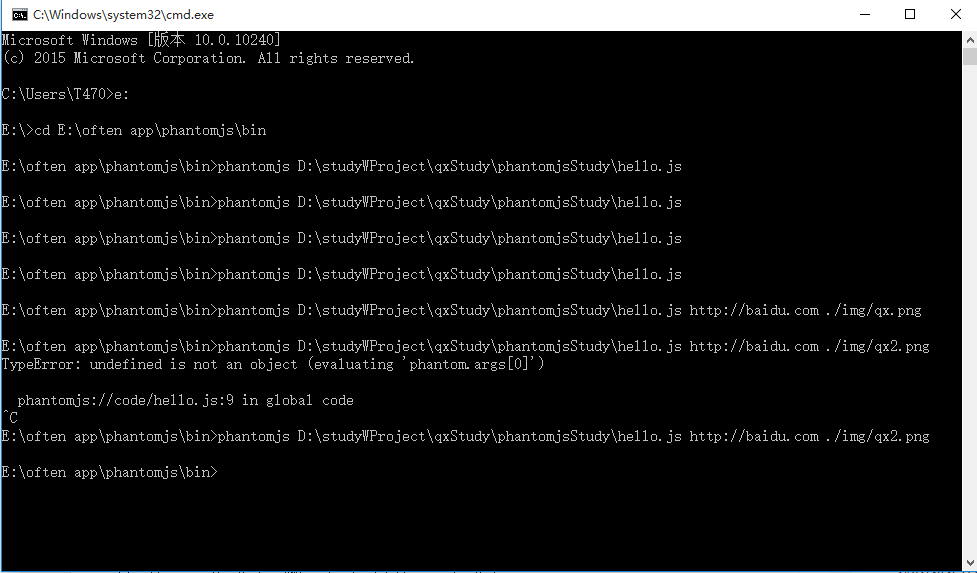 C:\Windows\system32\cmd.exe
Microsoft Windows [版本 10.0.10240]
(c) 2015 Microsoft Corporation. All rights reserved.
C:\Users\T470>e:
E:\>cd E:\often app\phantomjs\bin
E:\often app\phantomjs\bin>phantomjs D:\studyWProject\qxStudy\phantomjsStudy\hello.js
E:\often app\phantomjs\bin>phantomjs D:\studyWProject\qxStudy\phantomjsStudy\hello.js
E:\often app\phantomjs\bin>phantomjs D:\studyWProject\qxStudy\phantomjsStudy\hello.js
E:\often app\phantomjs\bin>phantomjs D:\studyWProject\qxStudy\phantomjsStudy\hello.js
E:\often app\phantomjs\bin>phantomjs D:\studyWProject\qxStudy\phantomjsStudy\hello.js http://baidu.com ./img/qx.png
E:\often app\phantomjs\bin>phantomjs D:\studyWProject\qxStudy\phantomjsStudy\hello.js http://baidu.com ./img/qx2.png
TypeError: undefined is not an object (evaluating 'phantom.args[0]')
phantomjs://code/hello.js:9 in global code
^C
E:\often app\phantomjs\bin>phantomjs D:\studyWProject\qxStudy\phantomjsStudy\hello.js http://baidu.com ./img/qx2.png
E:\often app\phantomjs\bin>